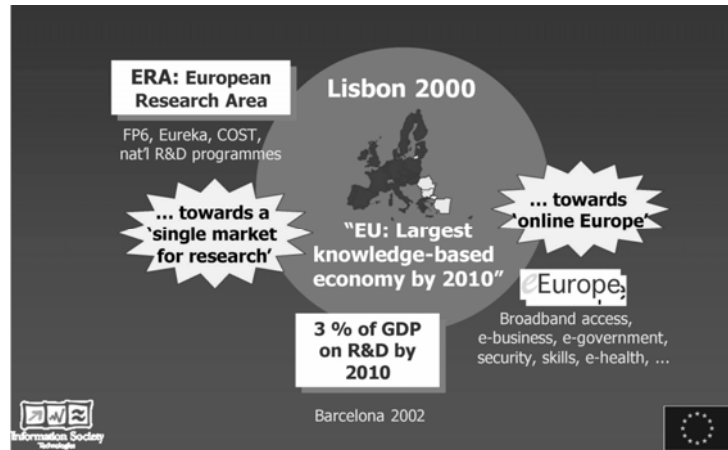 ERA: European
Research Area
FP6, Eureka, COST,
nat'l R&D programmes
Lisbon 2000
... towards a
'single market
for research'
"EU: Largest
knowledge-based
economy by 2010"
... towards
'online Europe'
eEurope
Broadband access,
e-business, e-government,
security, skills, e-health, ...
3 % of GDP
on R&D by
2010
Barcelona 2002
Information Society
Technologies